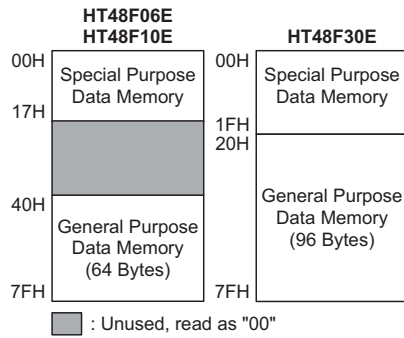 HT48F06E
HT48F10E
00H
Special Purpose
Data Memory
17H
40H
General Purpose
Data Memory
(64 Bytes)
7FH
HT48F30E
00H
Special Purpose
Data Memory
1FH
20H
General Purpose
Data Memory
(96 Bytes)
7FH
: Unused, read as "00"